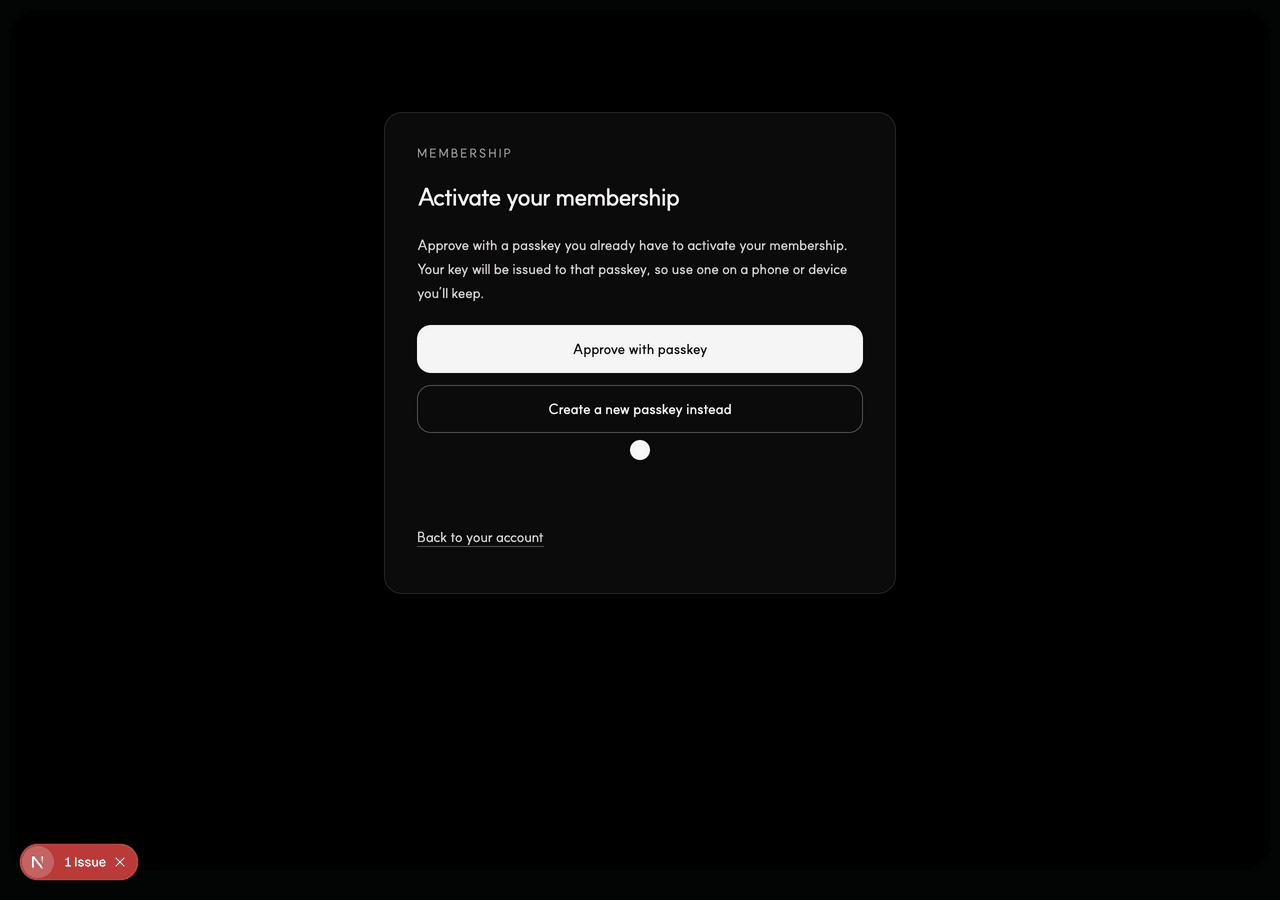 MEMBERSHIP
Activate your membership
Approve with a passkey you already have to activate your membership.
Your key will be issued to that passkey, so use one on a phone or device
you'll keep.
Approve with passkey
Create a new passkey instead
Back to your account
N 1 Issue